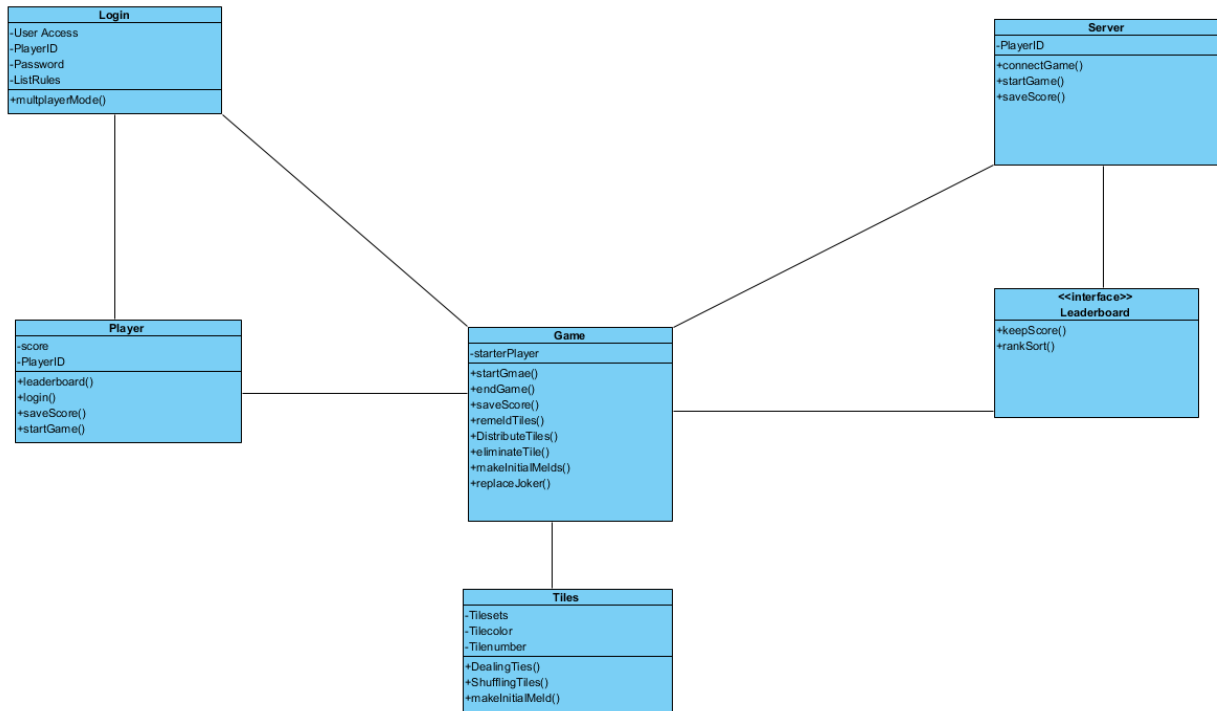 Login
-User Access
-PlayerID
-Password
-ListRules
+multplayerMode()
Server
-PlayerID
+connectGame()
+startGame()
+saveScore()
Player
-score
-PlayerID
+leaderboard()
+login()
+saveScore()
+startGame()
Game
-starterPlayer
+startGmae()
+endGame()
+saveScore()
+remeldTiles()
+DistributeTiles()
+eliminateTile()
+makeInitialMelds()
+replaceJoker()
<<interface>>
Leaderboard
+keepScore()
+rankSort()
Tiles
-Tilesets
-Tilecolor
-Tilenumber
+DealingTies()
+ShufflingTiles()
+makeInitialMeld()